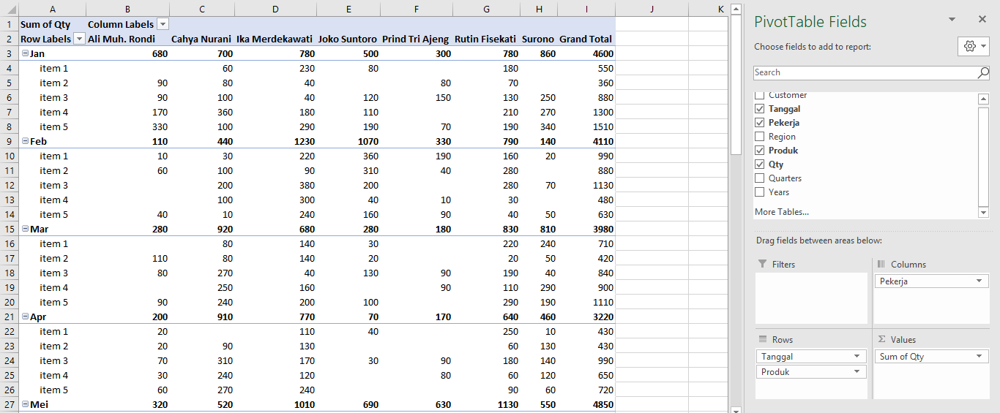 A B C D E F G H I J K
1 Sum of Qty Column Labels
2 Row Labels Ali Muh. Rondi Cahya Nurani Ika Merdekawati Joko Suntoro Prind Tri Ajeng Rutin Fisekati Surono Grand Total
3 Jan 680 700 780 500 300 780 860 4600
4 item 1 60 230 80 180 550
5 item 2 90 80 40 80 70 360
6 item 3 90 100 40 120 150 130 250 880
7 item 4 170 360 180 110 210 270 1300
8 item 5 330 100 290 190 70 190 340 1510
9 Feb 110 440 1230 1070 330 790 140 4110
10 item 1 10 30 220 360 190 160 20 990
11 item 2 60 100 90 310 40 280 880
12 item 3 200 380 200 280 70 1130
13 item 4 100 300 40 10 30 480
14 item 5 40 10 240 160 90 40 50 630
15 Mar 280 920 680 280 180 830 810 3980
16 item 1 80 140 30 220 240 710
17 item 2 110 80 140 20 20 50 420
18 item 3 80 270 40 130 90 190 40 840
19 item 4 250 160 90 110 290 900
20 item 5 90 240 200 100 290 190 1110
21 Apr 200 910 770 70 170 640 460 3220
22 item 1 20 110 40 250 10 430
23 item 2 20 90 130 60 130 430
24 item 3 70 310 170 30 90 180 140 990
25 item 4 30 240 120 80 60 120 650
26 item 5 60 270 240 90 60 720
27 Mei 320 520 1010 690 630 1130 550 4850
PivotTable Fields
Choose fields to add to report:
Search
Customer
Tanggal
Pekerja
Region
Produk
Qty
Quarters
Years
More Tables...
Drag fields between areas below:
Filters
Columns
Pekerja
Rows
Tanggal
Produk
Σ Values
Sum of Qty